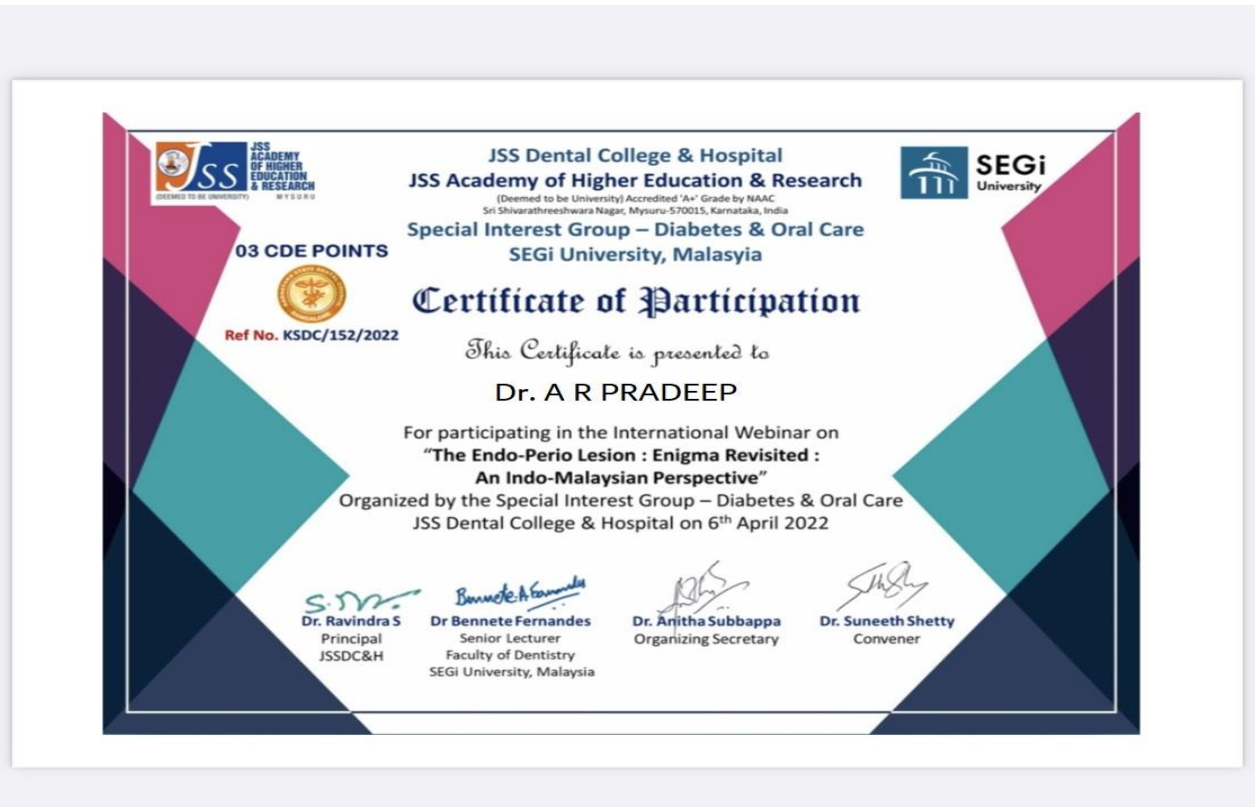 JSS
JSS
ACADEMY
OF HIGHER
EDUCATION
& RESEARCH
(DEEMED TO BE UNIVERSITY) MYSURU
JSS Dental College & Hospital
JSS Academy of Higher Education & Research
(Deemed to be University) Accredited 'A+' Grade by NAAC
Sri Shivarathreeshwara Nagar, Mysuru-570015, Karnataka, India
Special Interest Group – Diabetes & Oral Care
SEGi University, Malasyia
SEGi
University
03 CDE POINTS
Ref No. KSDC/152/2022
Certificate of Participation
This Certificate is presented to
Dr. A R PRADEEP
For participating in the International Webinar on
“The Endo-Perio Lesion : Enigma Revisited :
An Indo-Malaysian Perspective”
Organized by the Special Interest Group – Diabetes & Oral Care
JSS Dental College & Hospital on 6th April 2022
Bennete.A.Fernandes
Dr. Ravindra S
Principal
JSSDC&H
Dr Bennete Fernandes
Senior Lecturer
Faculty of Dentistry
SEGi University, Malaysia
Dr. Anitha Subbappa
Organizing Secretary
Dr. Suneeth Shetty
Convener